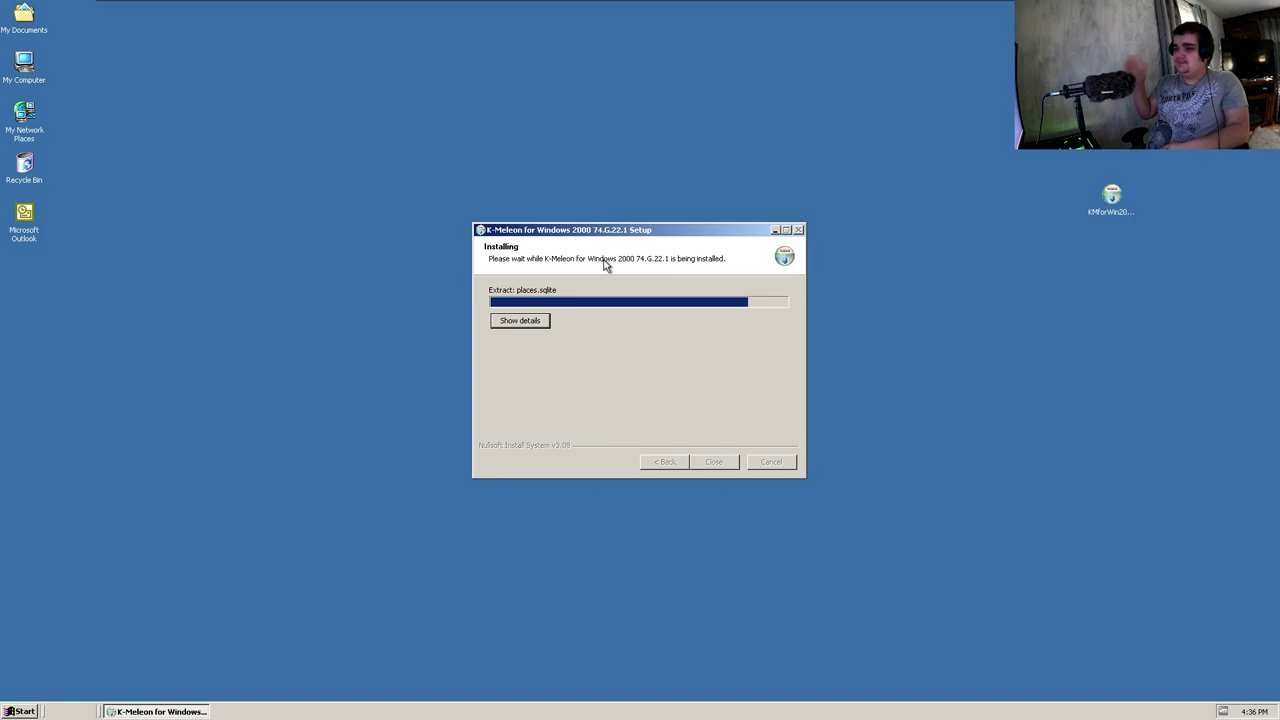 My Documents
My Computer
My Network
Places
Recycle Bin
Microsoft
Outlook
KMforWin20...
K-Meleon for Windows 2000 74.G.22.1 Setup
Installing
Please wait while K-Meleon for Windows 2000 74.G.22.1 is being installed.
Extract: places.sqlite
Show details
Nullsoft Install System v3.08
< Back
Close
Cancel
Start
K-Meleon for Windows...
4:36 PM